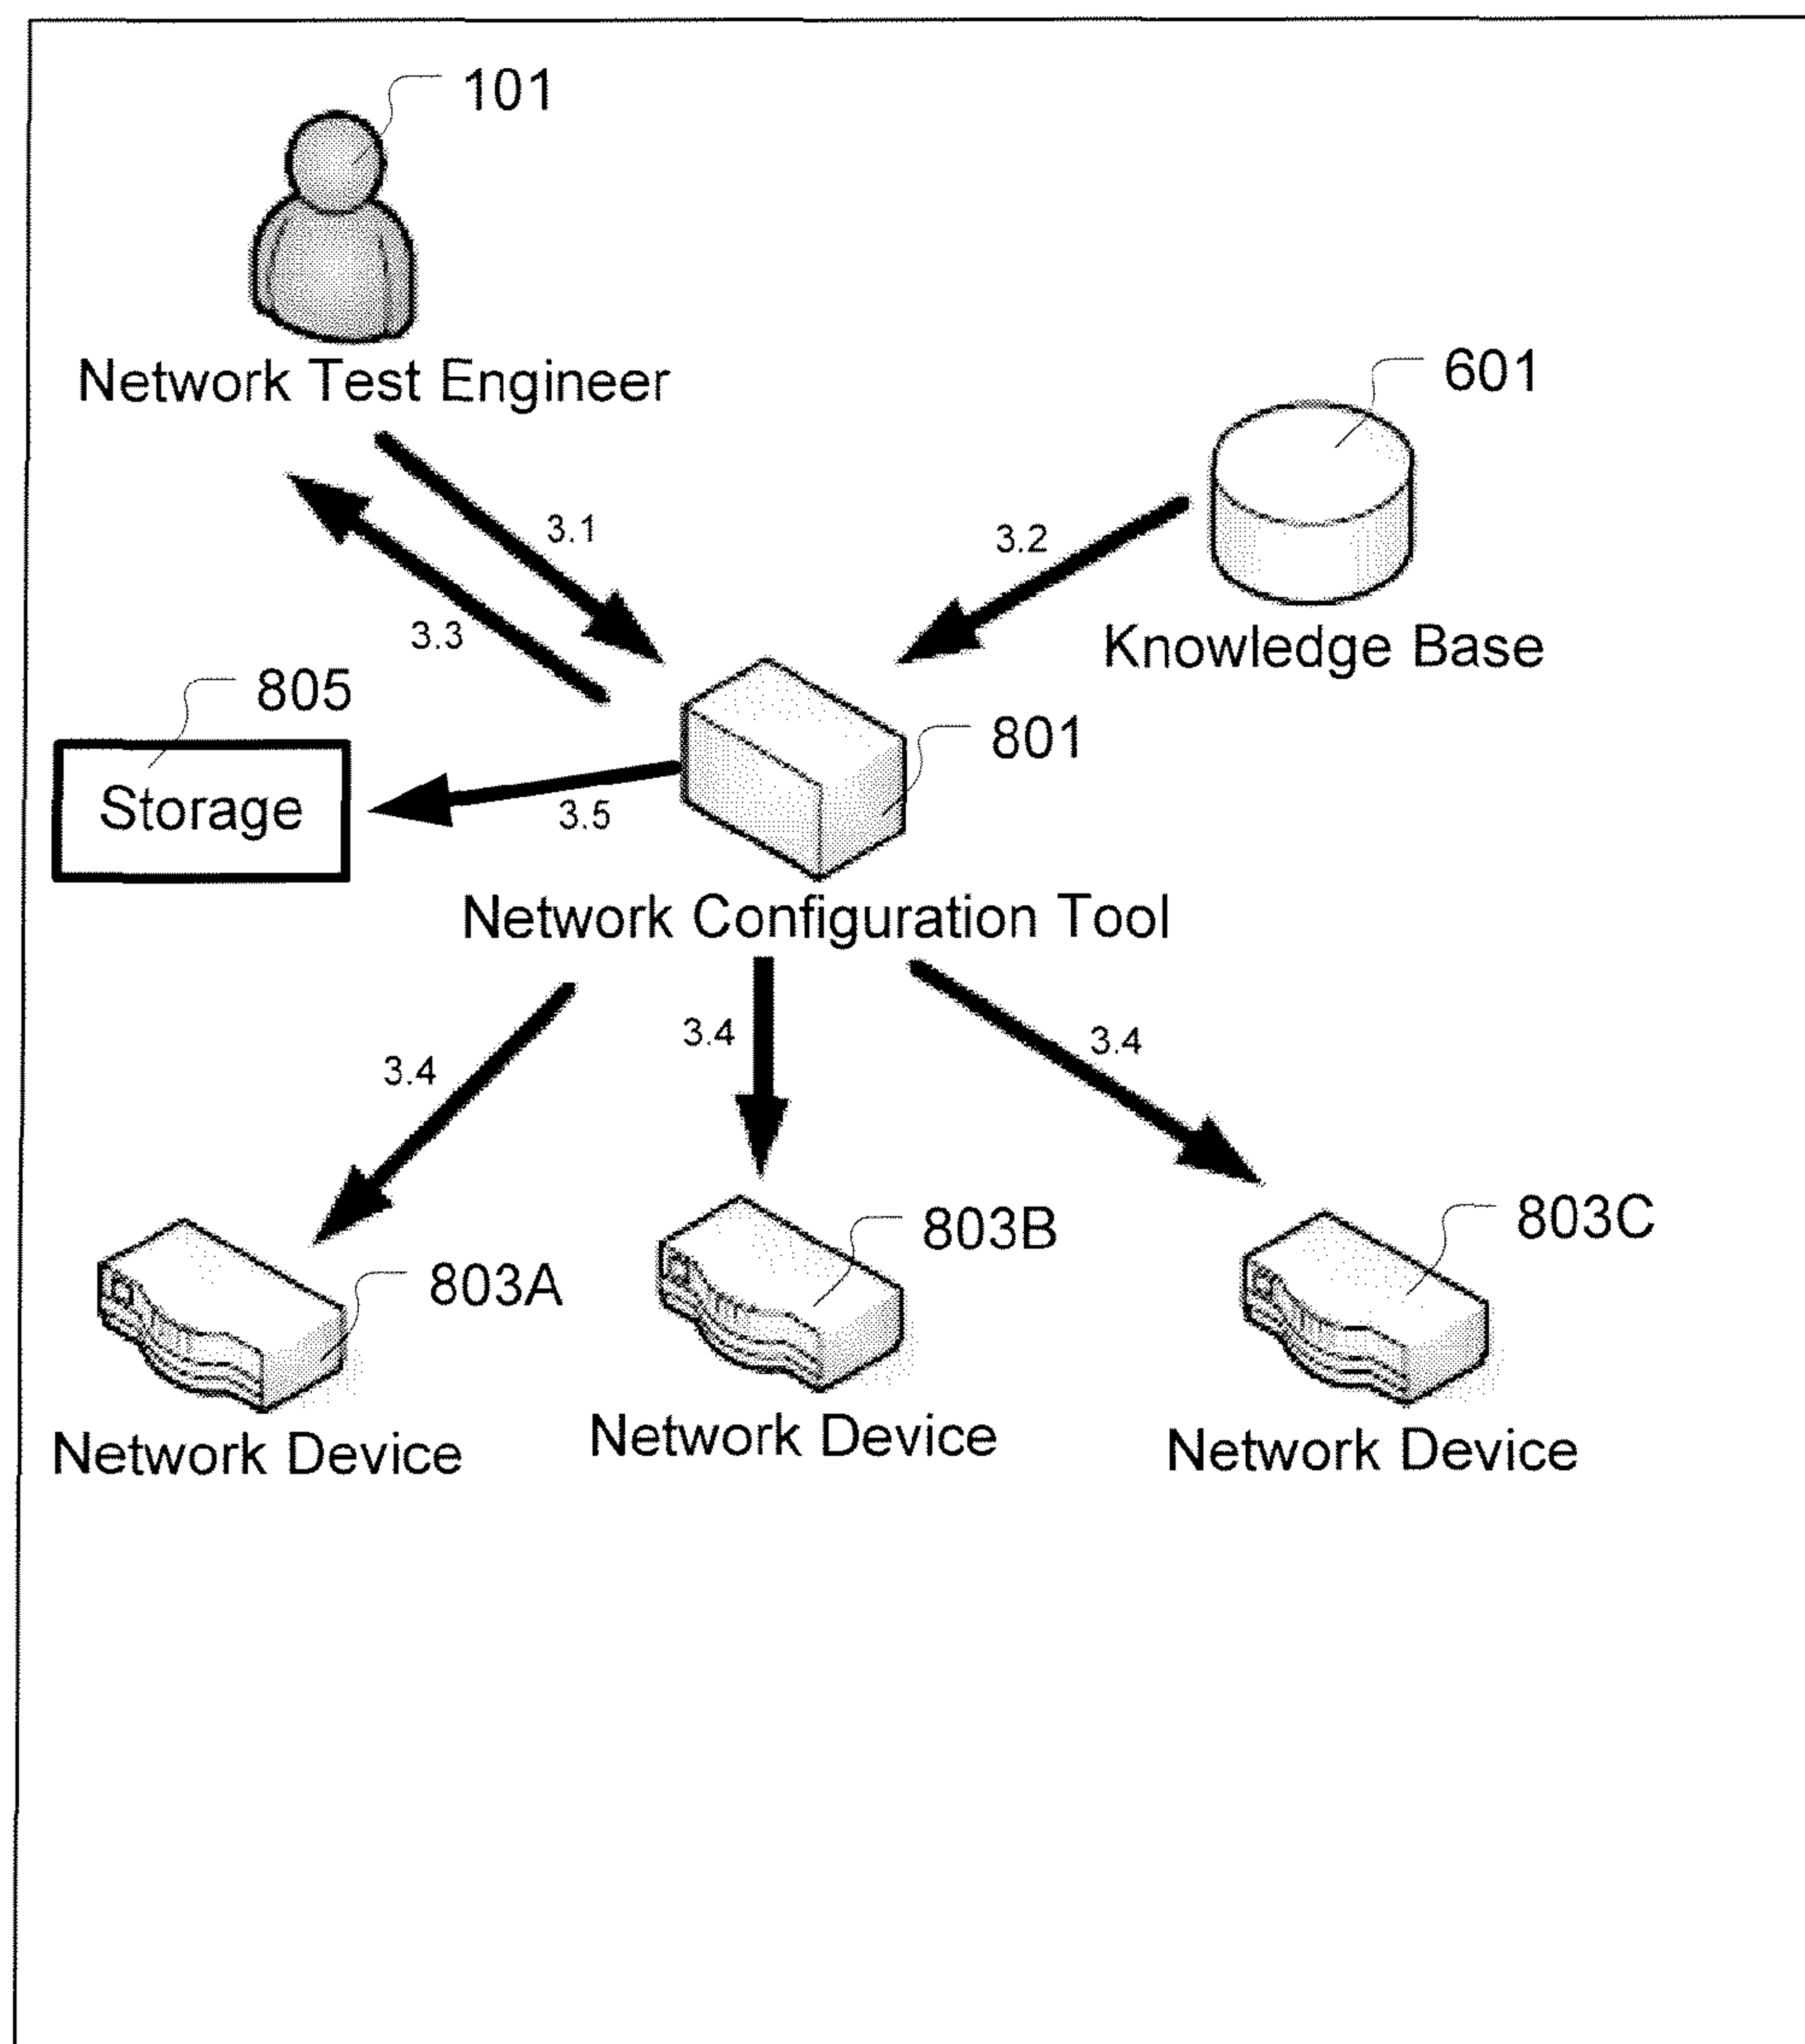 101
Network Test Engineer
601
3.1
3.2
3.3
Knowledge Base
805
801
Storage
3.5
Network Configuration Tool
3.4
3.4
3.4
803A
803B
803C
Network Device
Network Device
Network Device